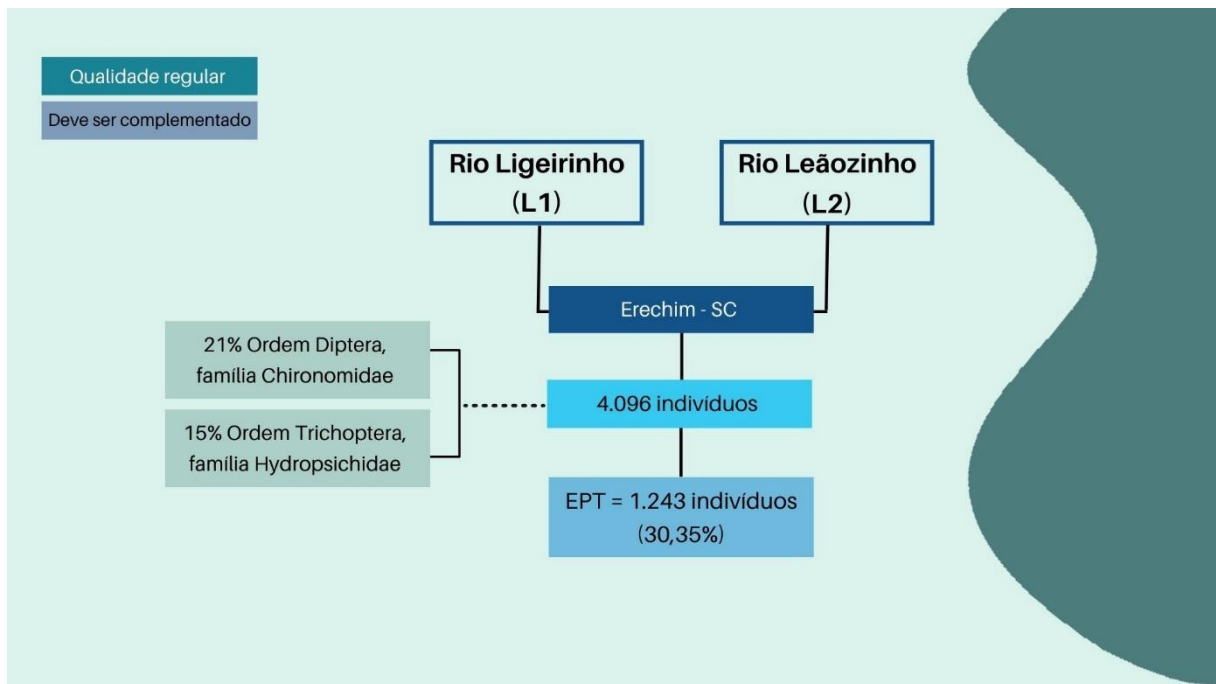 Qualidade regular
Deve ser complementado
Rio Ligeirinho
(L1)
Rio Leãozinho
(L2)
Erechim - SC
21% Ordem Diptera,
família Chironomidae
4.096 indivíduos
15% Ordem Trichoptera,
família Hydropsichidae
EPT = 1.243 indivíduos
(30,35%)